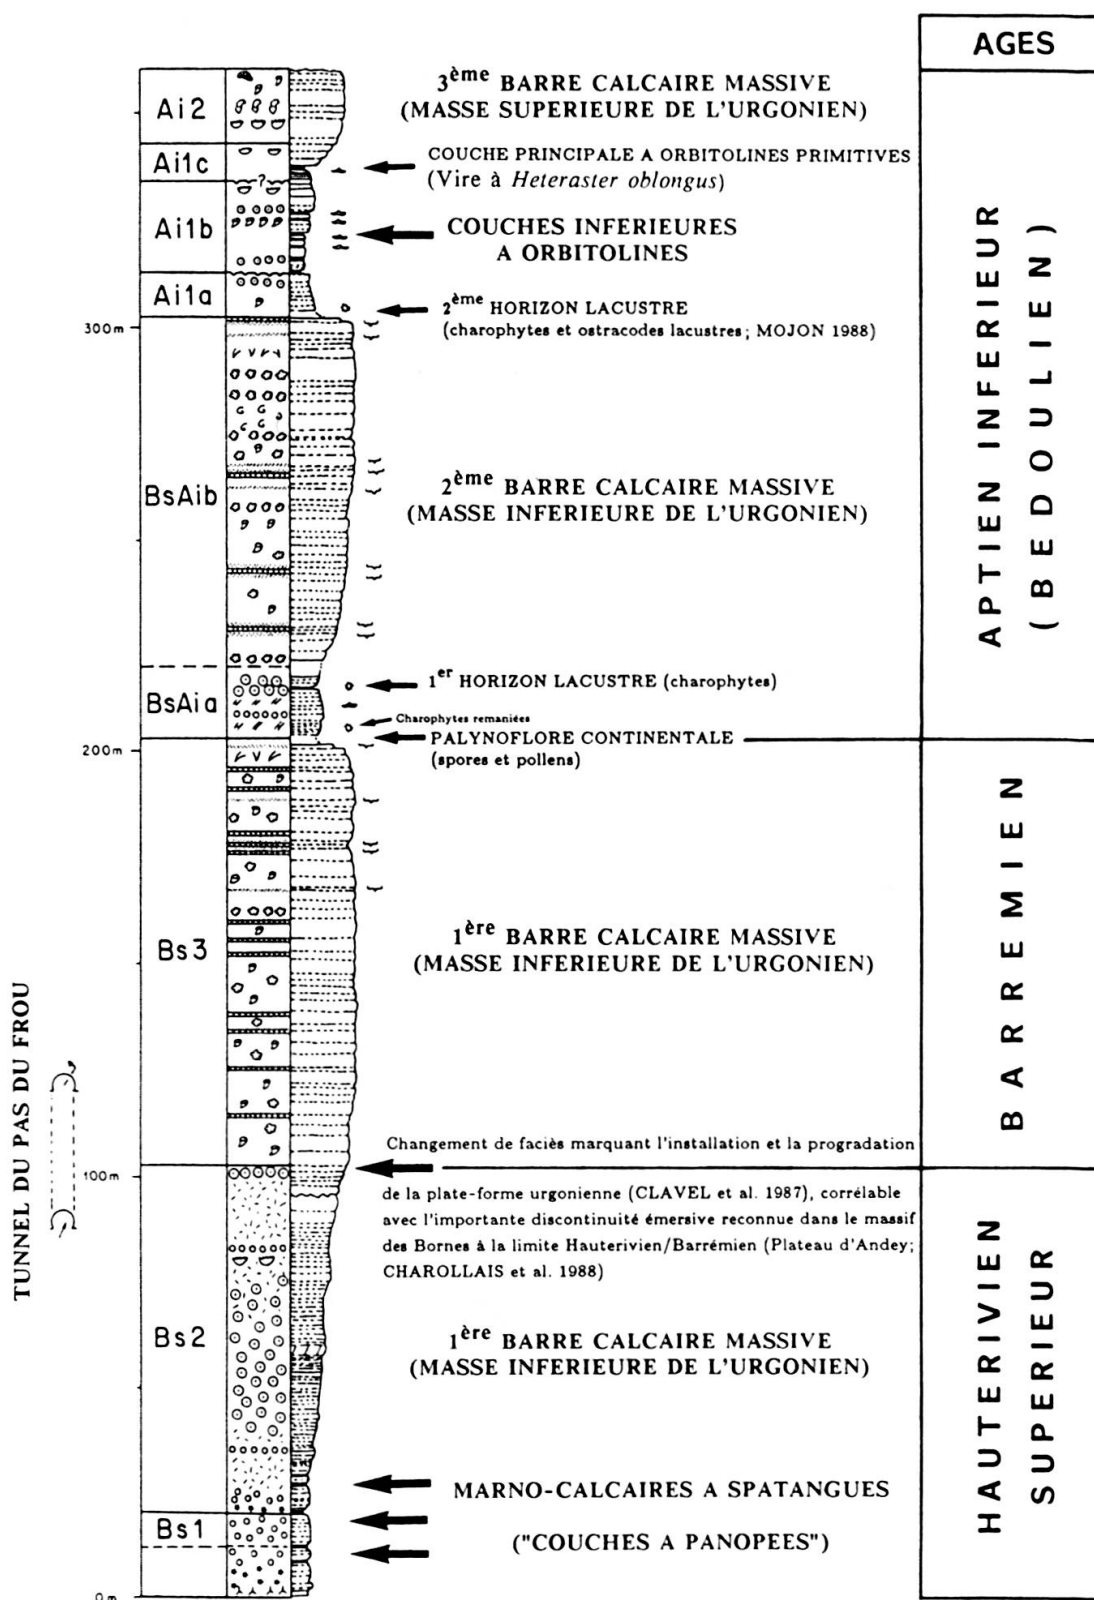 AGES
Ai2
3ème BARRE CALCAIRE MASSIVE
(MASSE SUPERIEURE DE L'URGONIEN)
Ai1c
COUCHE PRINCIPALE A ORBITOLINES PRIMITIVES
(Vire à Heteraster oblongus)
?
Ai1b
COUCHES INFERIEURES
A ORBITOLINES
Ai1a
2ème HORIZON LACUSTRE
(charophytes et ostracodes lacustres; MOJON 1988)
300m
APTIEN INFERIEUR
(BEDOULIEN)
BsAib
2ème BARRE CALCAIRE MASSIVE
(MASSE INFERIEURE DE L'URGONIEN)
BsAia
1er HORIZON LACUSTRE (charophytes)
Charophytes remaniées
200m
PALYNOFLORE CONTINENTALE
(spores et pollens)
BARREMIEN
Bs3
1ère BARRE CALCAIRE MASSIVE
(MASSE INFERIEURE DE L'URGONIEN)
TUNNEL DU PAS DU FROU
Changement de faciès marquant l'installation et la progradation
100m
de la plate-forme urgonienne (CLAVEL et al. 1987), corrélable
avec l'importante discontinuité émersive reconnue dans le massif
des Bornes à la limite Hauterivien/Barrémien (Plateau d'Andey;
CHAROLLAIS et al. 1988)
HAUTERIVIEN
SUPERIEUR
Bs2
1ère BARRE CALCAIRE MASSIVE
(MASSE INFERIEURE DE L'URGONIEN)
MARNO-CALCAIRES A SPATANGUES
Bs1
("COUCHES A PANOPEES")
0m